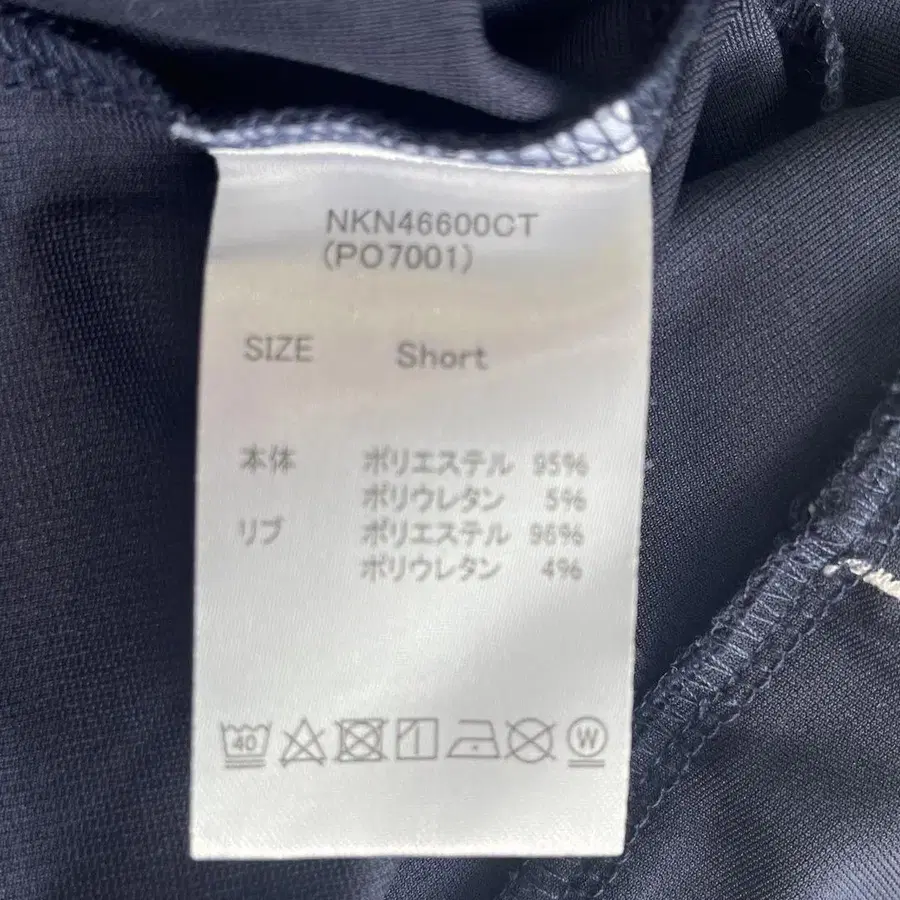 NKN46600CT
(PO7001)
SIZE Short
本体 ポリエステル 95%
ポリウレタン 5%
リブ ポリエステル 96%
ポリウレタン 4%
40 W